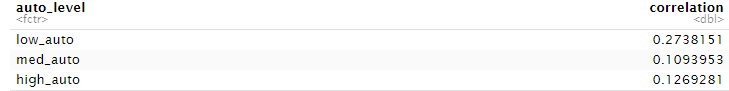 auto_level correlation
<fctr> <dbl>
low_auto 0.2738151
med_auto 0.1093953
high_auto 0.1269281